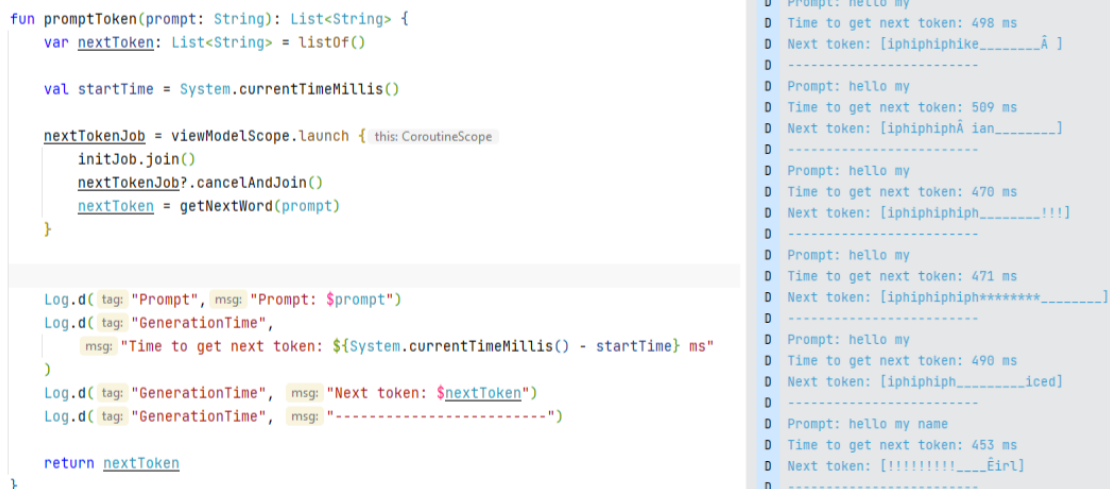 fun promptToken(prompt: String): List<String> {
var nextToken: List<String> = listOf()
val startTime = System.currentTimeMillis()
nextTokenJob = viewModelScope.launch { this: CoroutineScope
initJob.join()
nextTokenJob?.cancelAndJoin()
nextToken = getNextWord(prompt)
}
Log.d( tag: "Prompt", msg: "Prompt: $prompt")
Log.d( tag: "GenerationTime",
msg: "Time to get next token: ${System.currentTimeMillis() - startTime} ms"
)
Log.d( tag: "GenerationTime", msg: "Next token: $nextToken")
Log.d( tag: "GenerationTime", msg: "-------------------------")
return nextToken
}
D Prompt: hello my
D Time to get next token: 498 ms
D Next token: [iphiphiphike________Â ]
D -------------------------
D Prompt: hello my
D Time to get next token: 509 ms
D Next token: [iphiphiphÂ ian________]
D -------------------------
D Prompt: hello my
D Time to get next token: 470 ms
D Next token: [iphiphiphiph________!!!]
D -------------------------
D Prompt: hello my
D Time to get next token: 471 ms
D Next token: [iphiphiphiph********________]
D -------------------------
D Prompt: hello my
D Time to get next token: 490 ms
D Next token: [iphiphiph_________iced]
D -------------------------
D Prompt: hello my name
D Time to get next token: 453 ms
D Next token: [!!!!!!!!!____Êirl]
D -------------------------